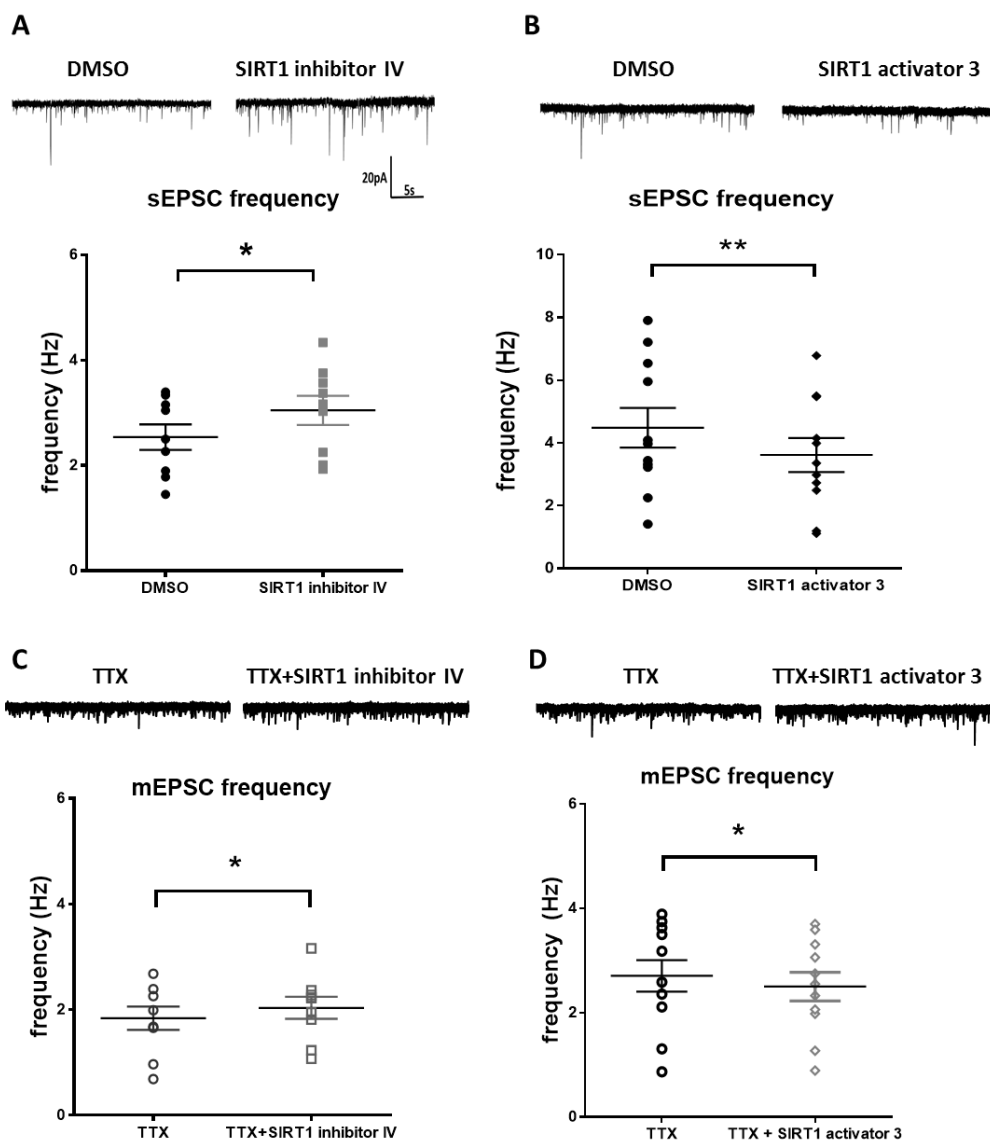 A
B
DMSO
SIRT1 inhibitor IV
DMSO
SIRT1 activator 3
20pA
5s
sEPSC frequency
sEPSC frequency
*
**
frequency (Hz)
6
4
2
0
frequency (Hz)
10
8
6
4
2
0
DMSO
SIRT1 inhibitor IV
DMSO
SIRT1 activator 3
C
D
TTX
TTX+SIRT1 inhibitor IV
TTX
TTX+SIRT1 activator 3
mEPSC frequency
mEPSC frequency
*
*
frequency (Hz)
6
4
2
0
frequency (Hz)
6
4
2
0
TTX
TTX+SIRT1 inhibitor IV
TTX
TTX + SIRT1 activator 3